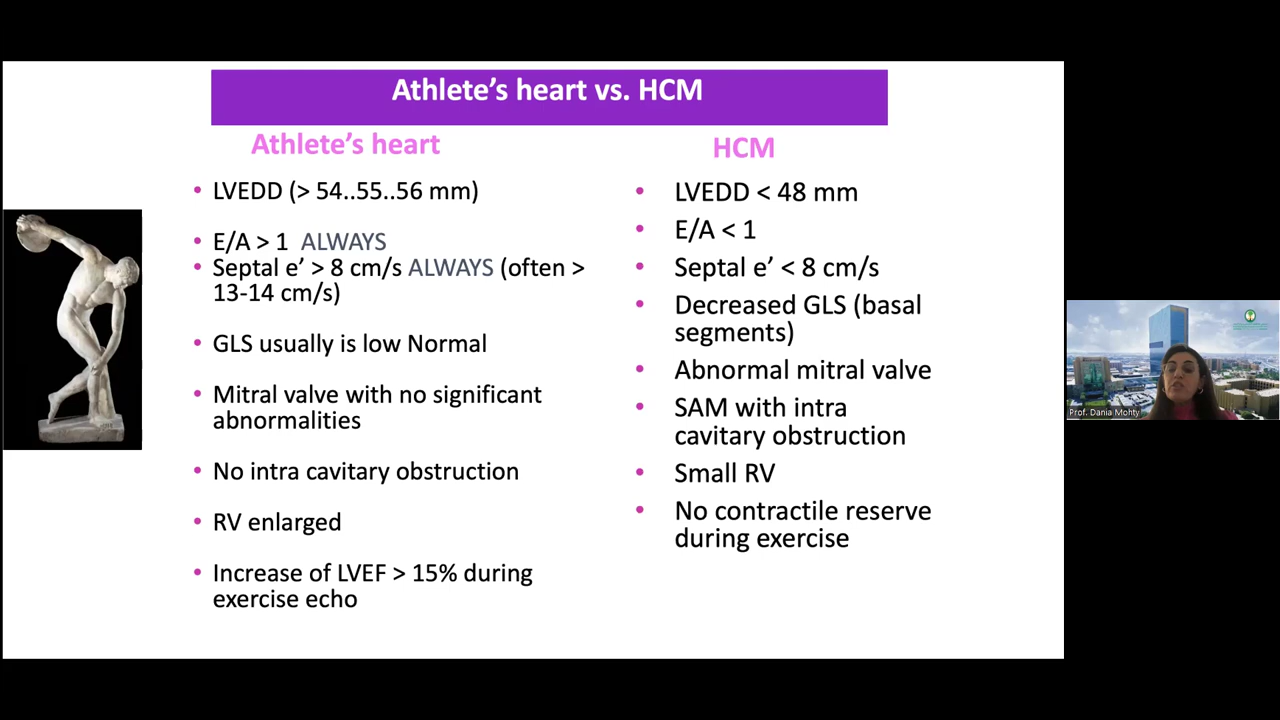 Athlete’s heart vs. HCM
Athlete’s heart
• LVEDD (> 54..55..56 mm)
• E/A > 1 ALWAYS
• Septal e’ > 8 cm/s ALWAYS (often >
13-14 cm/s)
• GLS usually is low Normal
• Mitral valve with no significant
abnormalities
• No intra cavitary obstruction
• RV enlarged
• Increase of LVEF > 15% during
exercise echo
HCM
• LVEDD < 48 mm
• E/A < 1
• Septal e’ < 8 cm/s
• Decreased GLS (basal
segments)
• Abnormal mitral valve
• SAM with intra
cavitary obstruction
• Small RV
• No contractile reserve
during exercise
Prof. Dania Mohty